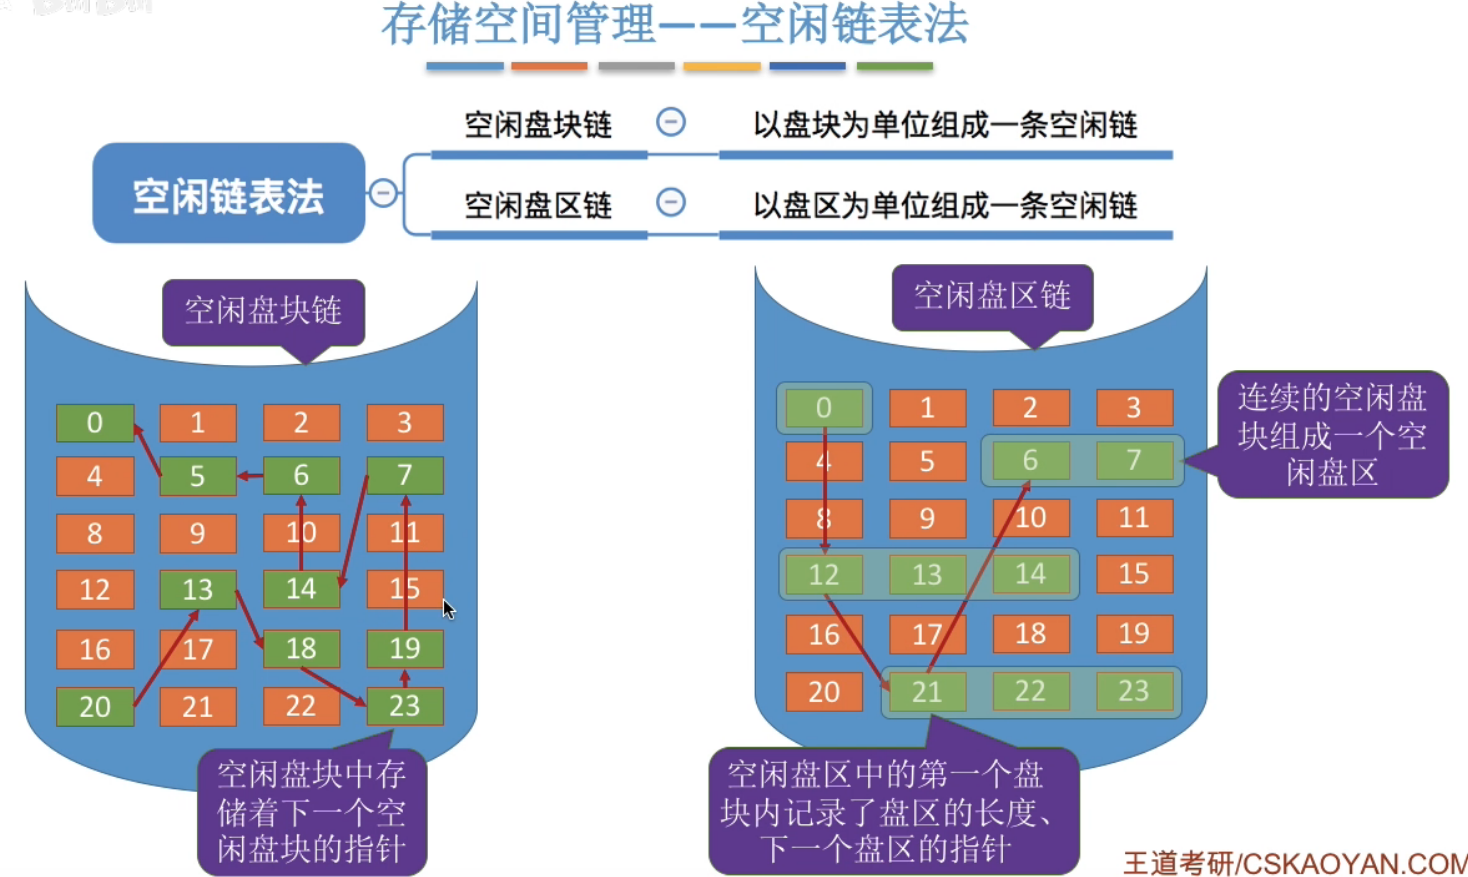 存储空间管理——空闲链表法
空闲链表法
空闲盘块链
以盘块为单位组成一条空闲链
空闲盘区链
以盘区为单位组成一条空闲链
空闲盘块链
0 1 2 3
4 5 6 7
8 9 10 11
12 13 14 15
16 17 18 19
20 21 22 23
空闲盘块中存
储着下一个空
闲盘块的指针
空闲盘区链
0 1 2 3
4 5 6 7
8 9 10 11
12 13 14 15
16 17 18 19
20 21 22 23
连续的空闲盘
块组成一个空
闲盘区
空闲盘区中的第一个盘
块内记录了盘区的长度、
下一个盘区的指针
王道考研/CSKAOYAN.COM